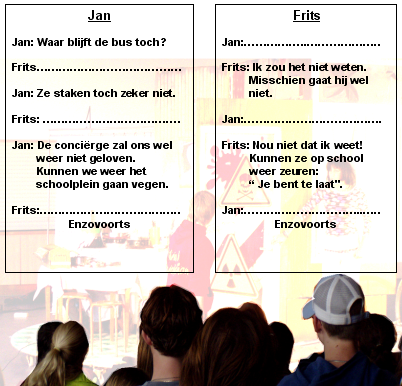 Jan
Jan: Waar blijft de bus toch?
Frits.......................................
Jan: Ze staken toch zeker niet.
Frits: .....................................
Jan: De conciërge zal ons wel
weer niet geloven.
Kunnen we weer het
schoolplein gaan vegen.
Frits:......................................
Enzovoorts
Frits
Jan:.....................................
Frits: Ik zou het niet weten.
Misschien gaat hij wel
niet.
Jan:.....................................
Frits: Nou niet dat ik weet!
Kunnen ze op school
weer zeuren:
“ Je bent te laat”.
Jan:.....................................
Enzovoorts